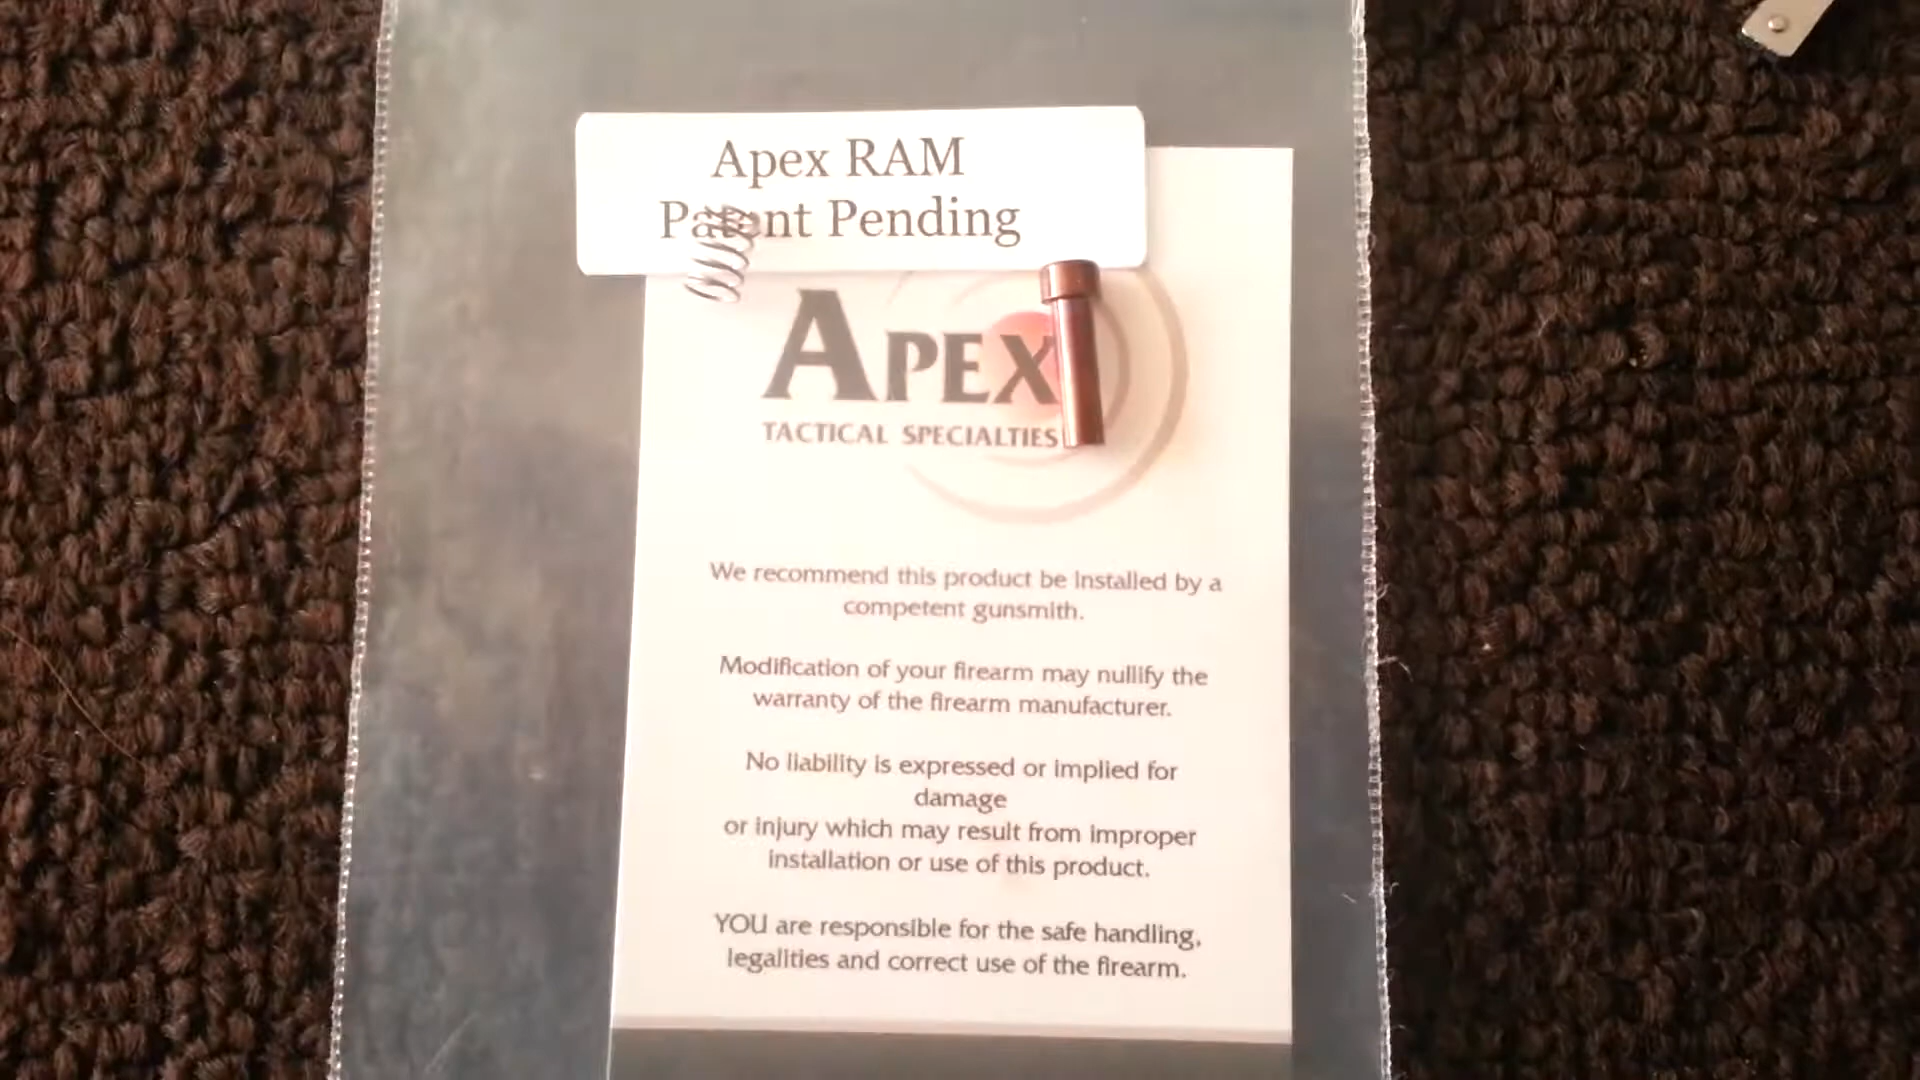 Apex RAM
Patent Pending
APEX
TACTICAL SPECIALTIES
We recommend this product be installed by a
competent gunsmith.
Modification of your firearm may nullify the
warranty of the firearm manufacturer.
No liability is expressed or implied for
damage
or injury which may result from improper
installation or use of this product.
YOU are responsible for the safe handling,
legalities and correct use of the firearm.